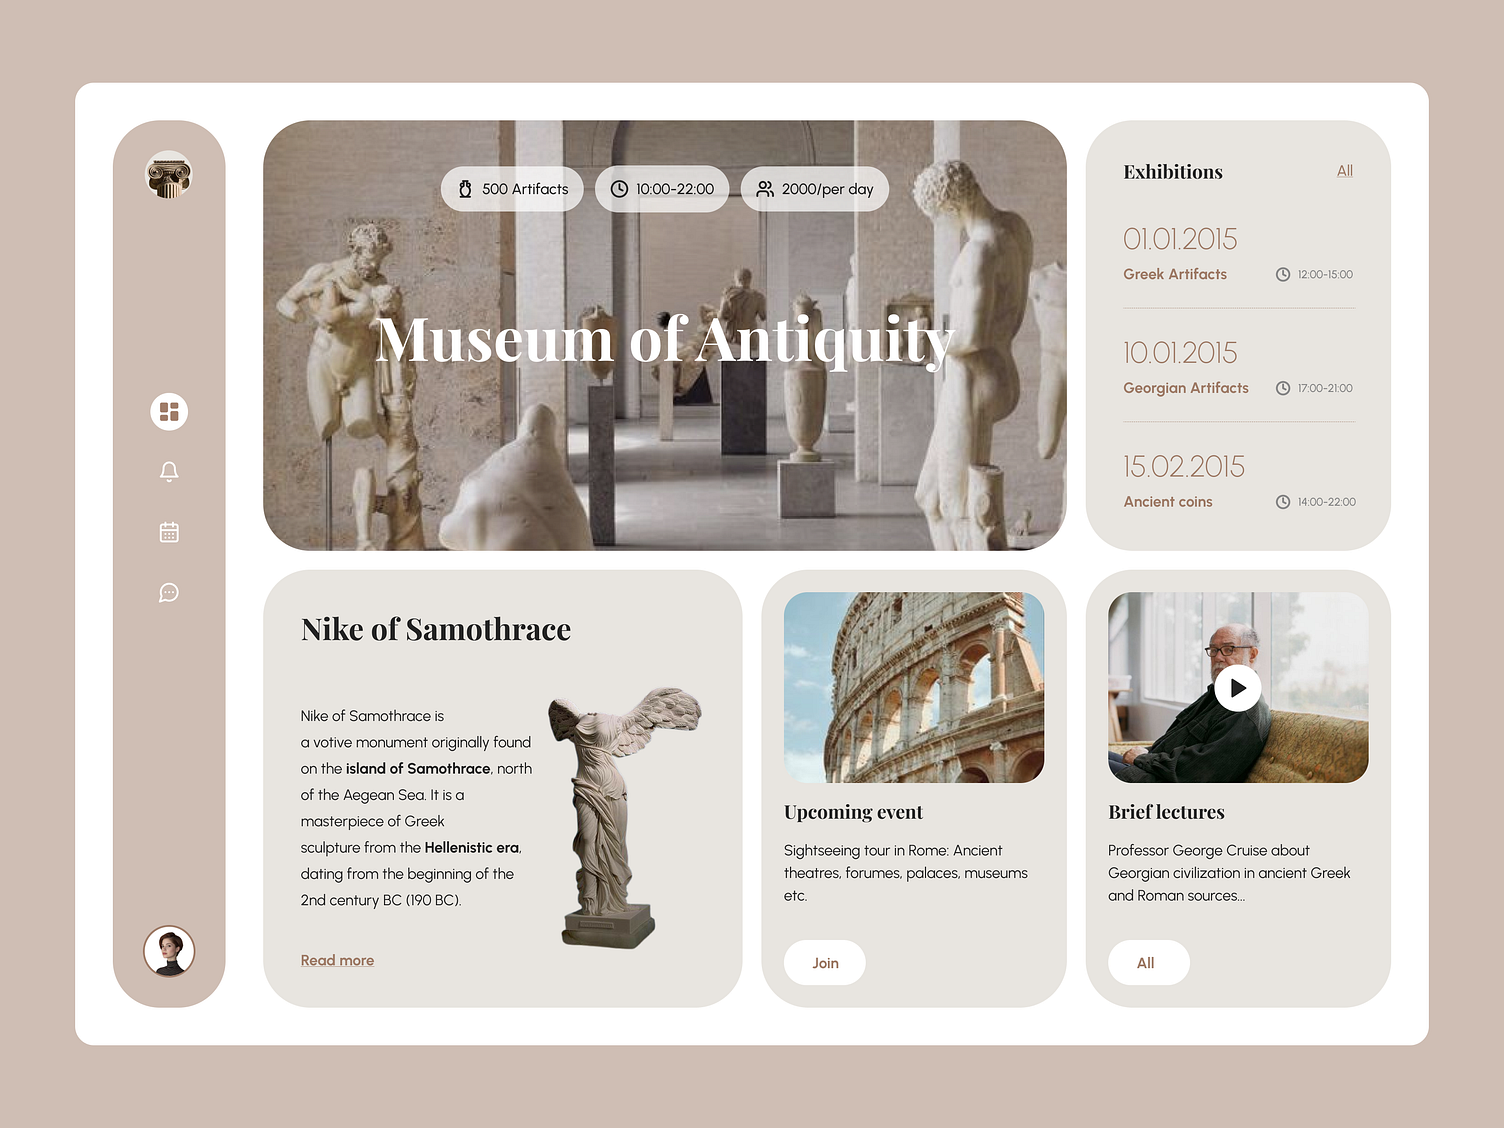 500 Artifacts
10:00-22:00
2000/per day
Museum of Antiquity
Exhibitions
All
01.01.2015
Greek Artifacts
12:00-15:00
10.01.2015
Georgian Artifacts
17:00-21:00
15.02.2015
Ancient coins
14:00-22:00
Nike of Samothrace
Nike of Samothrace is
a votive monument originally found
on the island of Samothrace, north
of the Aegean Sea. It is a
masterpiece of Greek
sculpture from the Hellenistic era,
dating from the beginning of the
2nd century BC (190 BC).
Read more
Upcoming event
Sightseeing tour in Rome: Ancient
theatres, forumes, palaces, museums
etc.
Join
Brief lectures
Professor George Cruise about
Georgian civilization in ancient Greek
and Roman sources...
All